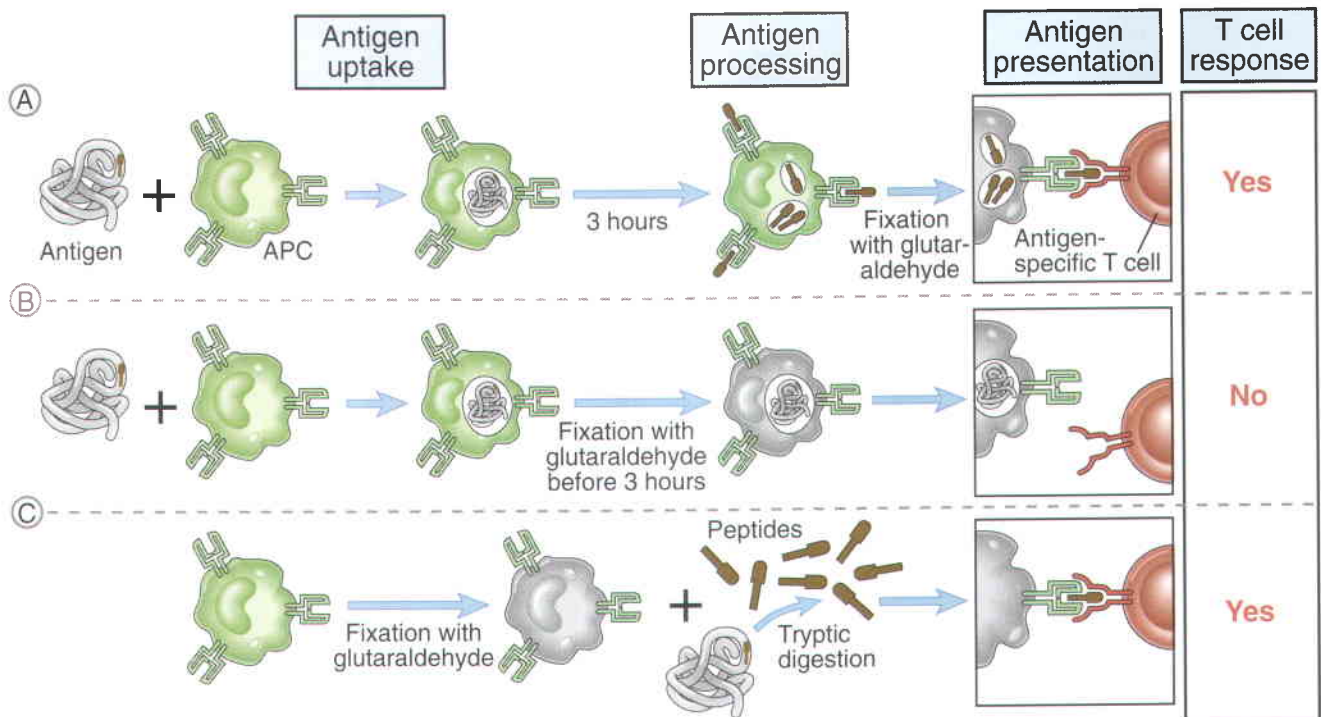 Antigen
uptake
Antigen
processing
Antigen
presentation
T cell
response
A
Antigen
+
APC
3 hours
Fixation
with glutar-
aldehyde
Antigen-
specific T cell
Yes
B
+
Fixation with
glutaraldehyde
before 3 hours
No
C
Fixation with
glutaraldehyde
+
Peptides
Tryptic
digestion
Yes